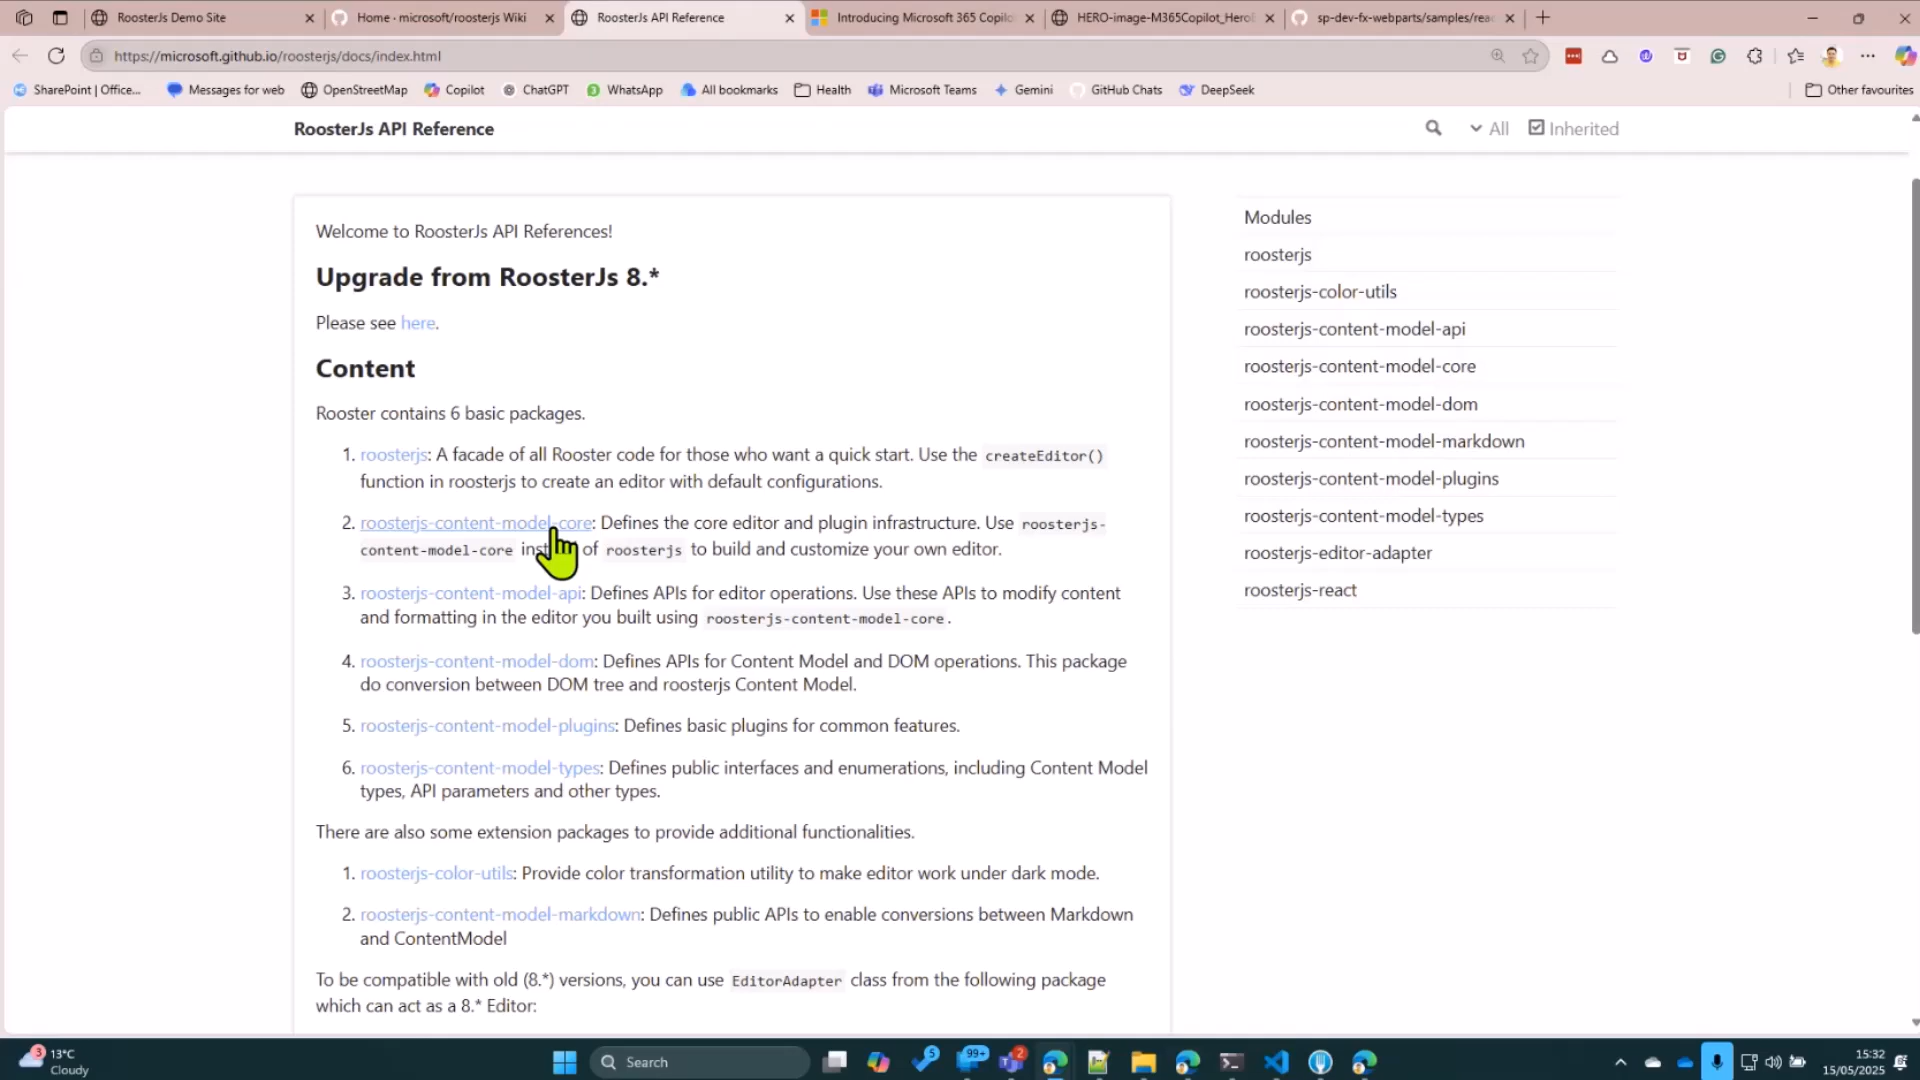 RoosterJs Demo Site
Home · microsoft/roosterjs Wiki
RoosterJs API Reference
Introducing Microsoft 365 Copilo
HERO-image-M365Copilot_HeroB
sp-dev-fx-webparts/samples/reac
https://microsoft.github.io/roosterjs/docs/index.html
SharePoint | Office...
Messages for web
OpenStreetMap
Copilot
ChatGPT
WhatsApp
All bookmarks
Health
Microsoft Teams
Gemini
GitHub Chats
DeepSeek
Other favourites
RoosterJs API Reference
All
Inherited
Welcome to RoosterJs API References!
Upgrade from RoosterJs 8.*
Please see here.
Content
Rooster contains 6 basic packages.
1. roosterjs: A facade of all Rooster code for those who want a quick start. Use the createEditor()
function in roosterjs to create an editor with default configurations.
2. roosterjs-content-model-core: Defines the core editor and plugin infrastructure. Use roosterjs-
content-model-core of roosterjs to build and customize your own editor.
3. roosterjs-content-model-api: Defines APIs for editor operations. Use these APIs to modify content
and formatting in the editor you built using roosterjs-content-model-core.
4. roosterjs-content-model-dom: Defines APIs for Content Model and DOM operations. This package
do conversion between DOM tree and roosterjs Content Model.
5. roosterjs-content-model-plugins: Defines basic plugins for common features.
6. roosterjs-content-model-types: Defines public interfaces and enumerations, including Content Model
types, API parameters and other types.
There are also some extension packages to provide additional functionalities.
1. roosterjs-color-utils: Provide color transformation utility to make editor work under dark mode.
2. roosterjs-content-model-markdown: Defines public APIs to enable conversions between Markdown
and ContentModel
To be compatible with old (8.*) versions, you can use EditorAdapter class from the following package
which can act as a 8.* Editor:
Modules
roosterjs
roosterjs-color-utils
roosterjs-content-model-api
roosterjs-content-model-core
roosterjs-content-model-dom
roosterjs-content-model-markdown
roosterjs-content-model-plugins
roosterjs-content-model-types
roosterjs-editor-adapter
roosterjs-react
3
13°C
Cloudy
Search
5
99+
2
15:32
15/05/2025